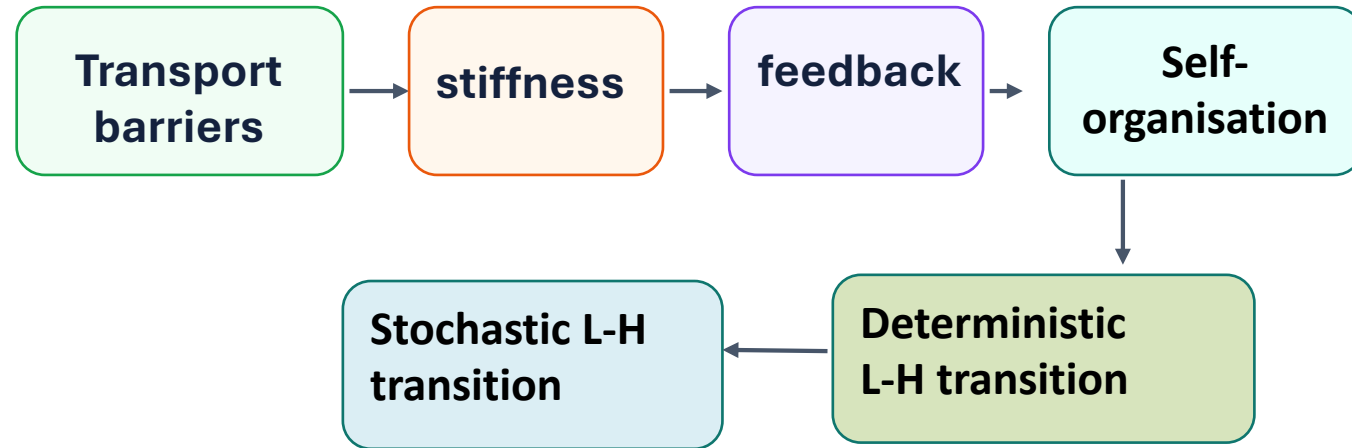 Transport
barriers
stiffness
feedback
Self-
organisation
Deterministic
L-H transition
Stochastic L-H
transition